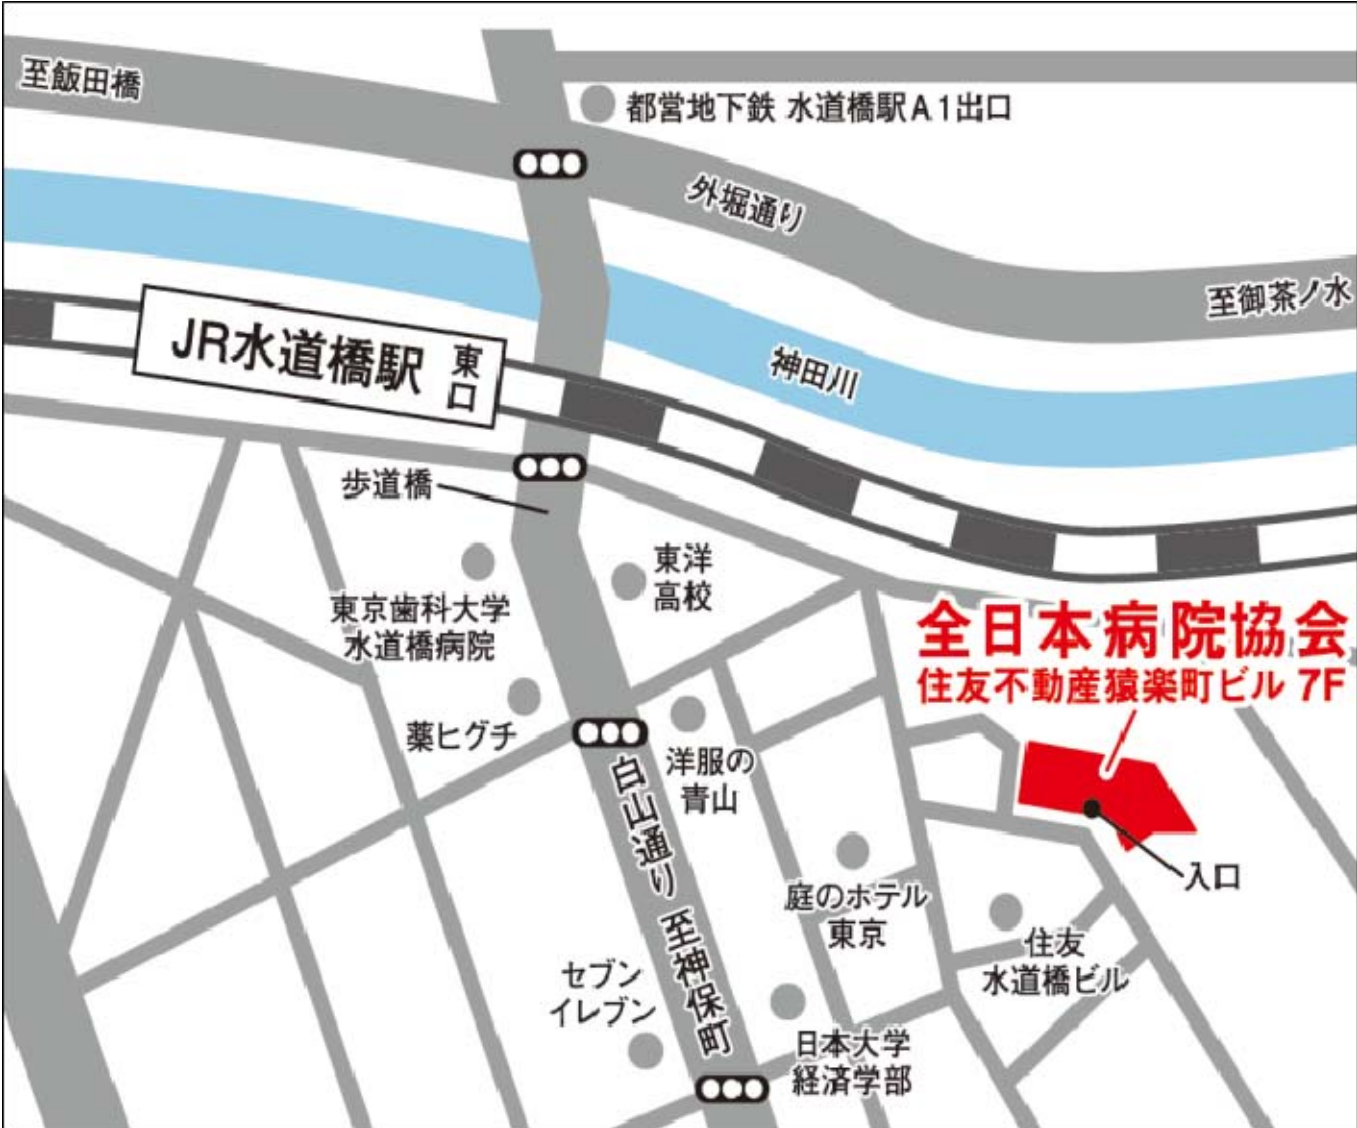 至飯田橋
都営地下鉄 水道橋駅A1出口
外堀通り
至御茶ノ水
JR水道橋駅
東口
神田川
歩道橋
東洋
高校
東京歯科大学
水道橋病院
全日本病院協会
住友不動産猿楽町ビル 7F
薬ヒグチ
洋服の
青山
白山通り 至神保町
入口
庭のホテル
東京
住友
水道橋ビル
セブン
イレブン
日本大学
経済学部